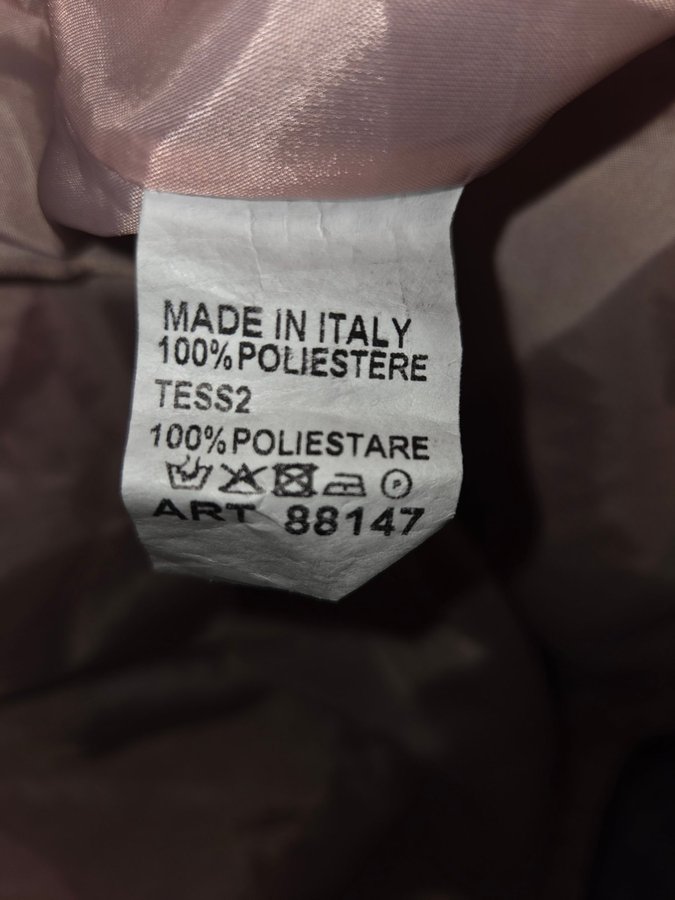 MADE IN ITALY
100% POLIESTERE
TESS2
100% POLIESTARE
P
ART 88147